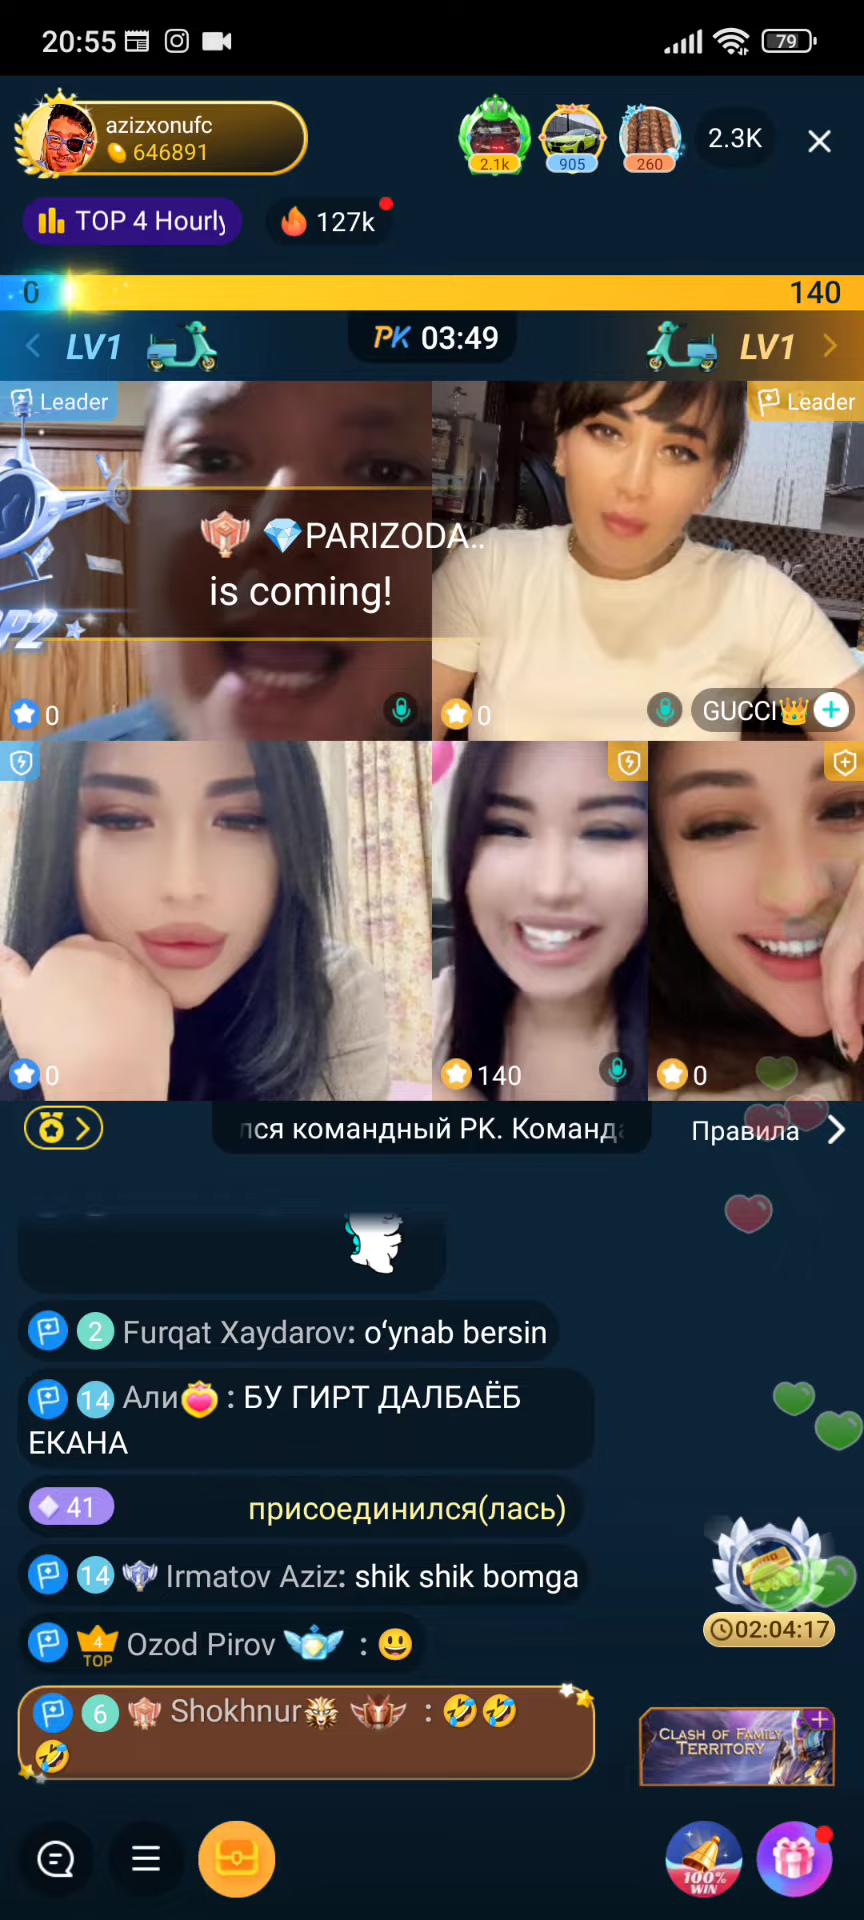 20:55
79
azizxonufc
646891
2.1k
905
260
2.3K
TOP 4 Hourly
127k
0
140
LV1
PK 03:49
LV1
Leader
Leader
PARIZODA..
is coming!
0
0
GUCCI
0
140
0
лся командный PK. Команда
Правила
2 Furqat Xaydarov: o‘ynab bersin
14 Али : БУ ГИРТ ДАЛБАЁБ
ЕКАНА
41 присоединился(лась)
14 Irmatov Aziz: shik shik bomga
4 TOP Ozod Pirov :
02:04:17
6 Shokhnur :
CLASH OF FAMILY
TERRITORY
100%
WIN